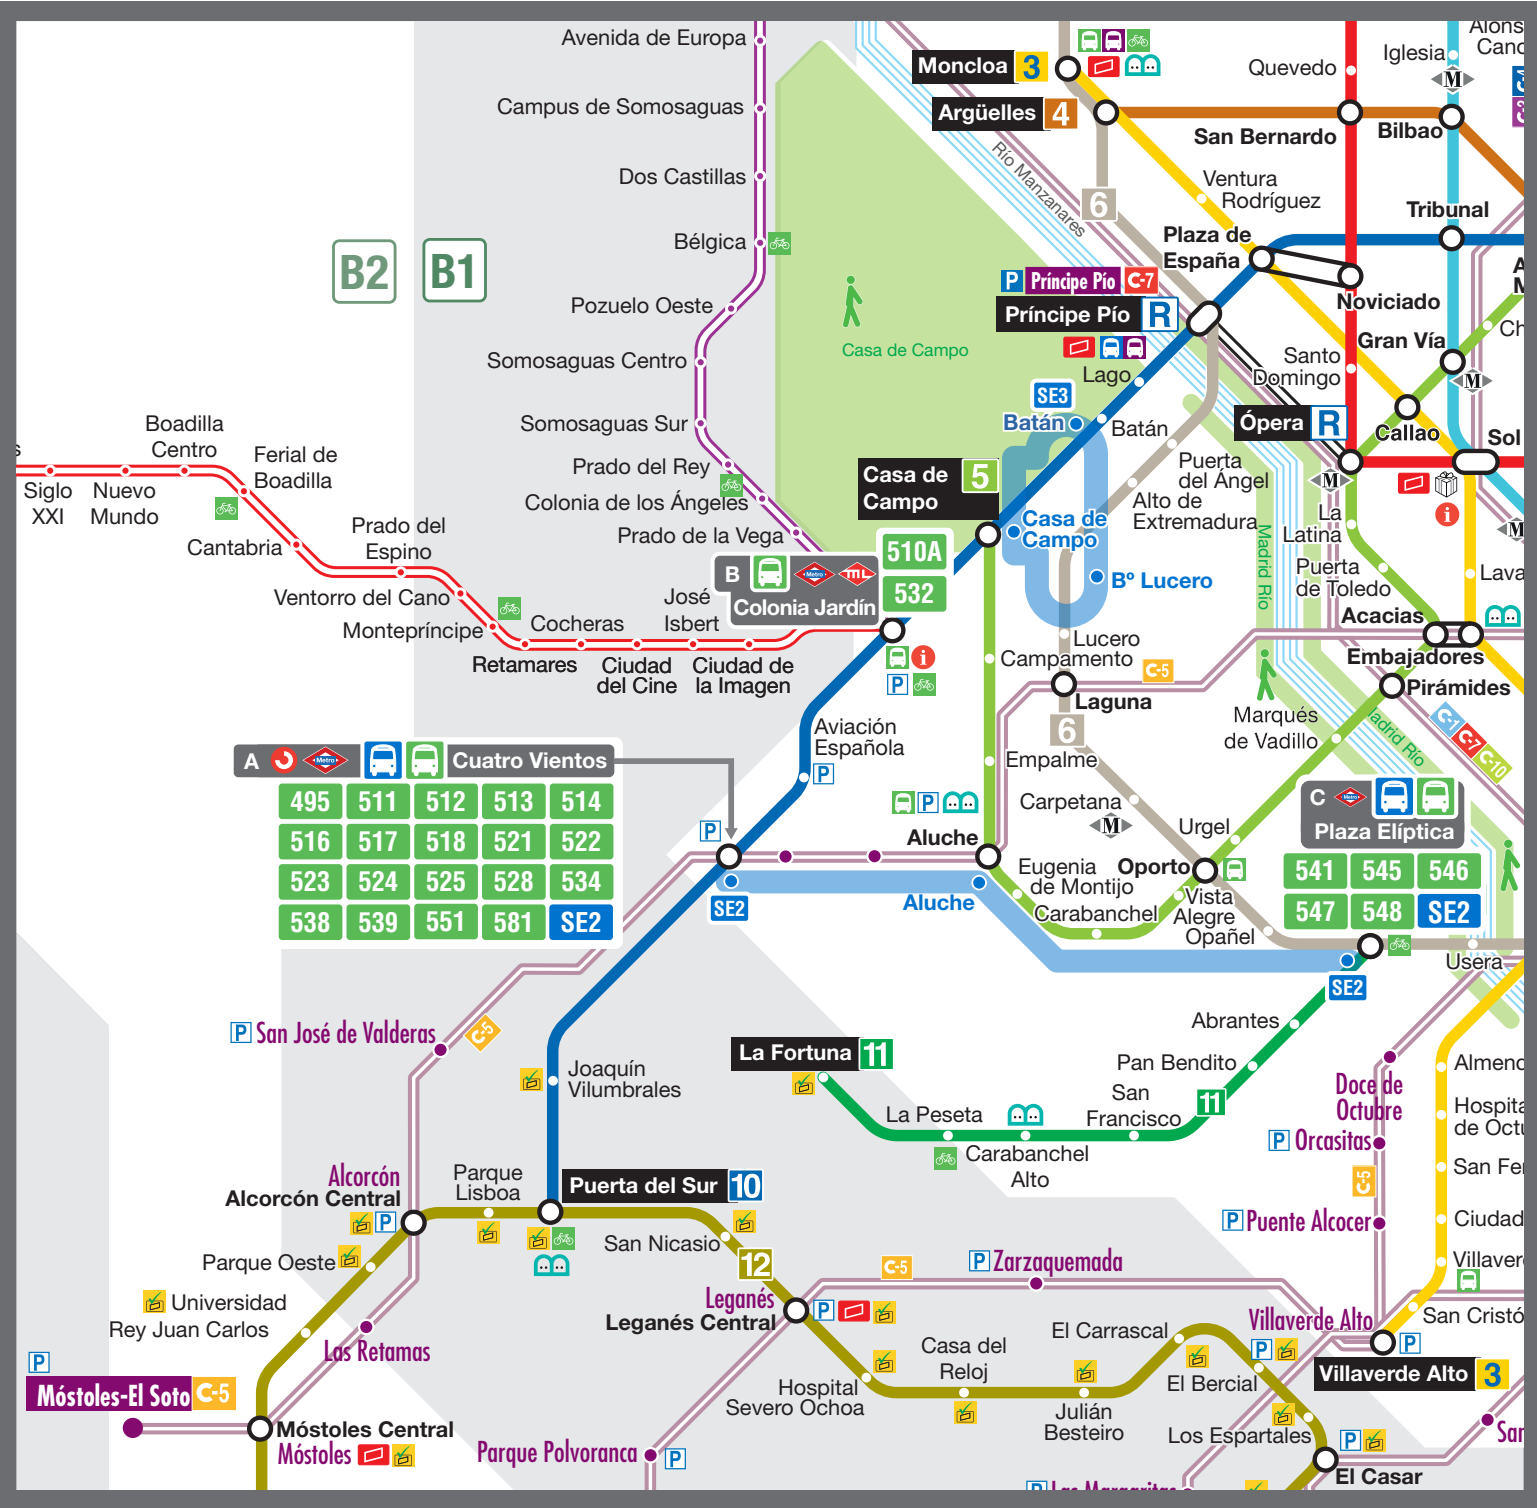 Avenida de Europa
Campus de Somosaguas
Dos Castillas
Bélgica
Pozuelo Oeste
Somosaguas Centro
Somosaguas Sur
Prado del Rey
Colonia de los Ángeles
Prado de la Vega
B2
B1
Casa de Campo
Moncloa 3
Argüelles 4
Río Manzanares
6
Quevedo
Iglesia
M
San Bernardo
Bilbao
Ventura
Rodríguez
Tribunal
Plaza de
España
Noviciado
P Príncipe Pío C-7
Príncipe Pío R
Lago
Gran Vía
M
Santo
Domingo
SE3
Batán
Batán
Ópera R
Callao
Sol
M
M
Casa de
Campo
5
Puerta
del Ángel
Alto de
Extremadura
Casa de
Campo
Bº Lucero
Madrid Río
La
Latina
Puerta
de Toledo
Acacias
Embajadores
Pirámides
Boadilla
Centro
Ferial de
Boadilla
Siglo
XXI
Nuevo
Mundo
Cantabria
Prado del
Espino
Ventorro del Cano
Montepríncipe
Retamares
Cocheras
Ciudad
del Cine
José
Isbert
Ciudad de
la Imagen
B Metro ML
Colonia Jardín
510A
532
i
P
i
Lucero
Campamento
C-5
Laguna
6
Empalme
Aviación
Española
P
Marqués
de Vadillo
C-1
C-7
C-10
A Metro Cuatro Vientos
495 511 512 513 514
516 517 518 521 522
523 524 525 528 534
538 539 551 581 SE2
P
SE2
P
Aluche
Aluche
Carpetana
M
Urgel
Oporto
Eugenia
de Montijo
Carabanchel
Vista
Alegre
Opañel
C Metro
Plaza Elíptica
541 545 546
547 548 SE2
SE2
Usera
P San José de Valderas
C-5
Joaquín
Vilumbrales
La Fortuna 11
La Peseta
Carabanchel
Alto
San
Francisco
11
Pan Bendito
Abrantes
Doce de
Octubre
P Orcasitas
C-5
P Puente Alcocer
Alcorcón
Alcorcón Central
P
Parque
Lisboa
Puerta del Sur 10
San Nicasio
12
Parque Oeste
Universidad
Rey Juan Carlos
Las Retamas
P
Móstoles-El Soto C-5
Móstoles Central
Móstoles
Leganés
Leganés Central
P
C-5
P Zarzaquemada
Hospital
Severo Ochoa
Casa del
Reloj
Julián
Besteiro
El Carrascal
El Bercial
P
Los Espartales
Villaverde Alto
P
Villaverde Alto 3
San Cristó
P
El Casar
Parque Polvoranca P